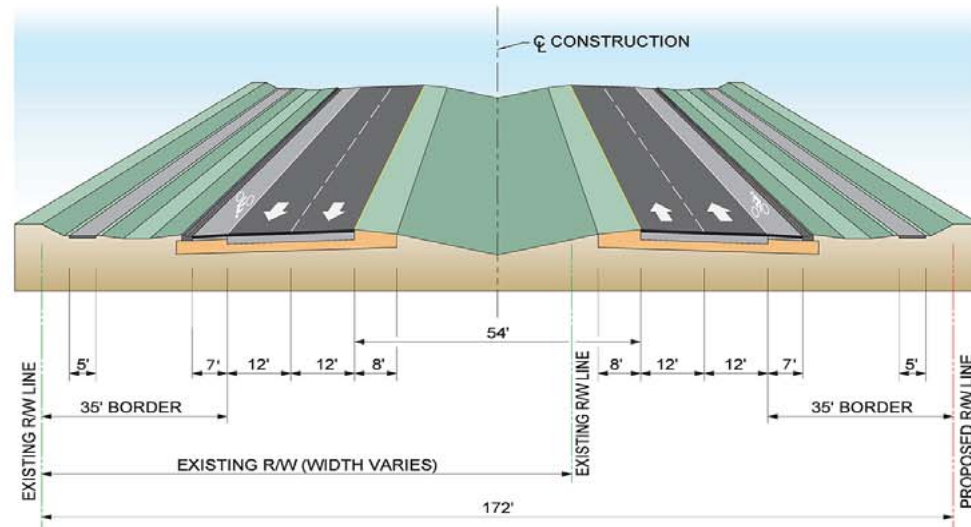 ℄ CONSTRUCTION
54'
5'
7'
12'
12'
8'
8'
12'
12'
7'
5'
35' BORDER
35' BORDER
EXISTING R/W LINE
EXISTING R/W LINE
PROPOSED R/W LINE
EXISTING R/W (WIDTH VARIES)
172'